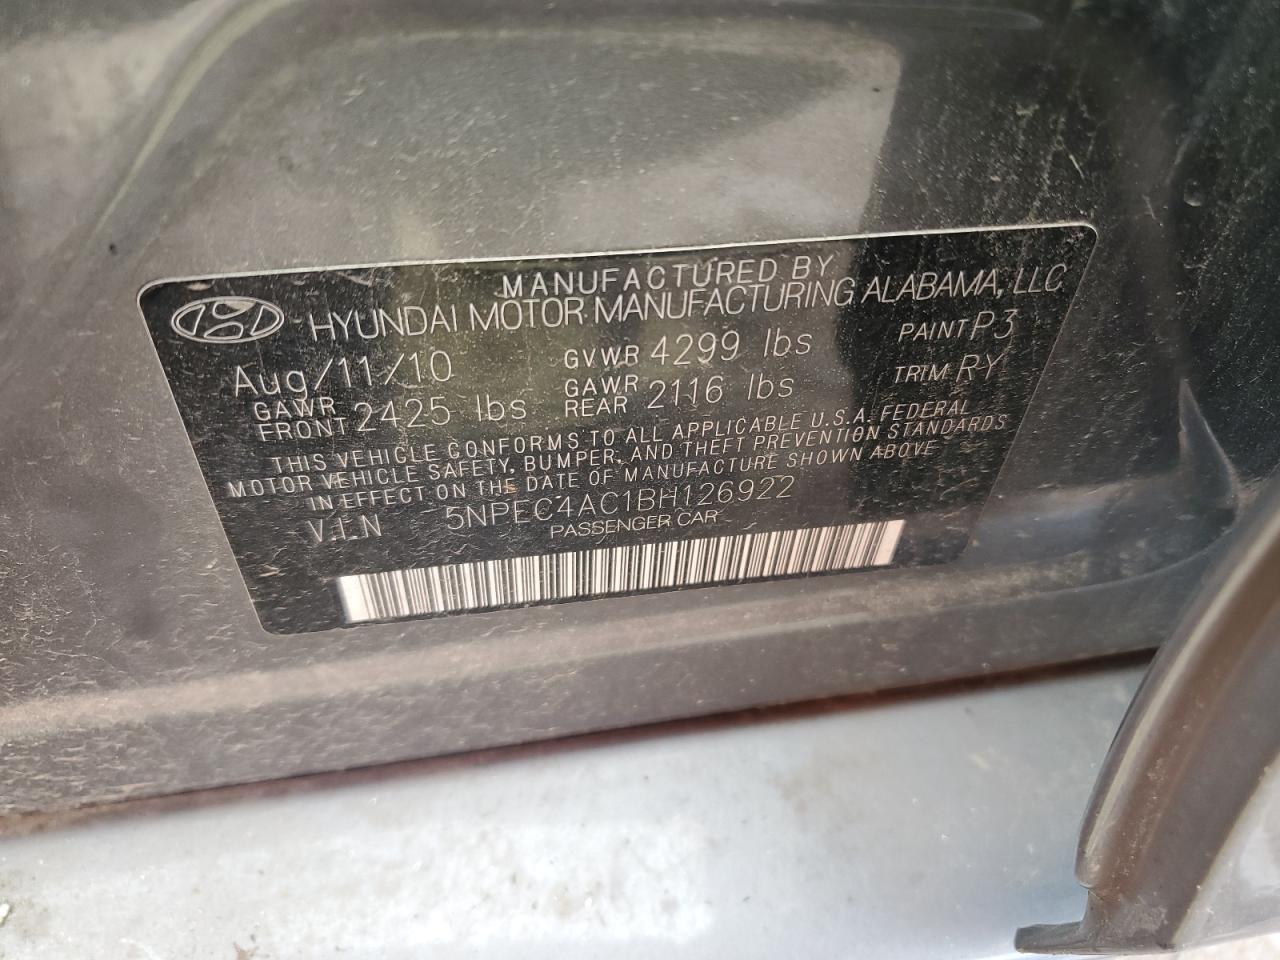 MANUFACTURED BY
HYUNDAI MOTOR MANUFACTURING ALABAMA, LLC
Aug/11/10 GVWR 4299 lbs PAINT P3
GAWR FRONT 2425 lbs GAWR REAR 2116 lbs TRIM RY
THIS VEHICLE CONFORMS TO ALL APPLICABLE U.S.A. FEDERAL
MOTOR VEHICLE SAFETY, BUMPER, AND THEFT PREVENTION STANDARDS
IN EFFECT ON THE DATE OF MANUFACTURE SHOWN ABOVE
V.I.N 5NPEC4AC1BH126922
PASSENGER CAR